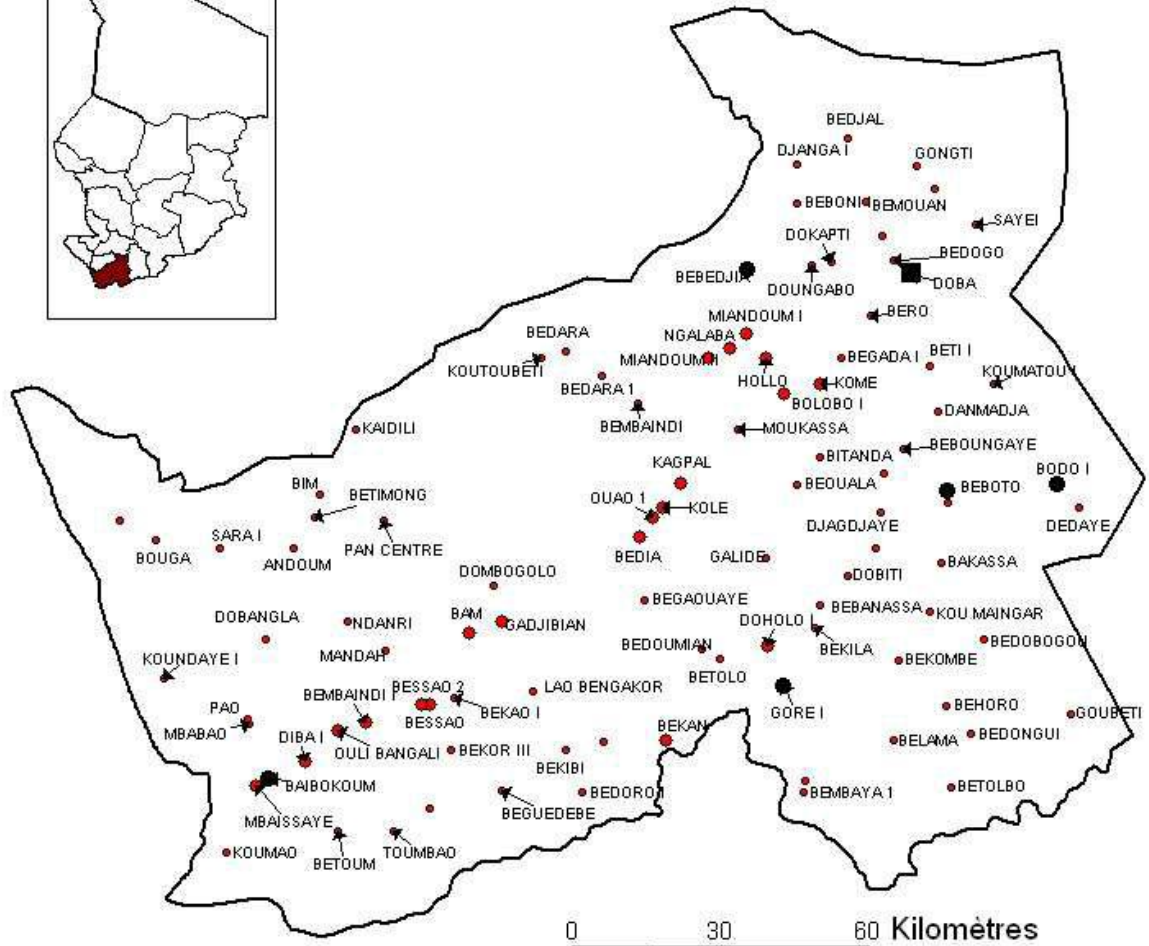 BEDJAL
DJANGA I
GONGTI
BEBONI
BEMOUAN
SAYEI
DOKAPTI
BEDOGO
BEBEDJIA
DOUNGABO
DOBA
MIANDOUM I
BERO
BEDARA
NGALABA
KOUTOUBETI
MIANDOUM II
BEGADA I
BETI I
HOLLO
KOME
KOUMATOU I
BEDARA 1
BOLOBO I
BEMBAINDI
DANMADJA
KAIDILI
MOUKASSA
BEBOUNGAYE
BITANDA
KAGPAL
BODO I
BIM
BETIMONG
BEOUALA
BEBOTO
OUAO 1
KOLE
DJAGDJAYE
DEDAYE
SARA I
BOUGA
ANDOUM
PAN CENTRE
BEDIA
GALIDE
BAKASSA
DOMBOGOLO
DOBITI
BEGAOUAYE
BEBANASSA
KOU MAINGAR
DOBANGLA
BAM
NDANRI
GADJIBIAN
DOHOLO I
BEDOUMIAN
BEKILA
BEDOBOGOU
KOUNDAYE I
MANDAH
BETOLO
BEKOMBE
BEMBAINDI I
BESSAO 2
LAO BENGAKOR
PAO
BESSAO
BEKAO I
GORE I
BEHORO
GOUBETI
MBABAO
DIBA I
OULI BANGALI
BEKOR III
BEKAN
BELAMA
BEDONGUI
BEKIBI
BAIBOKOUM
BEDORO I
BEMBAYA 1
BETOLBO
MBAISSAYE
BEGUEDEBE
KOUMAO
BETOUM
TOUMBAO
0 30 60 Kilomètres